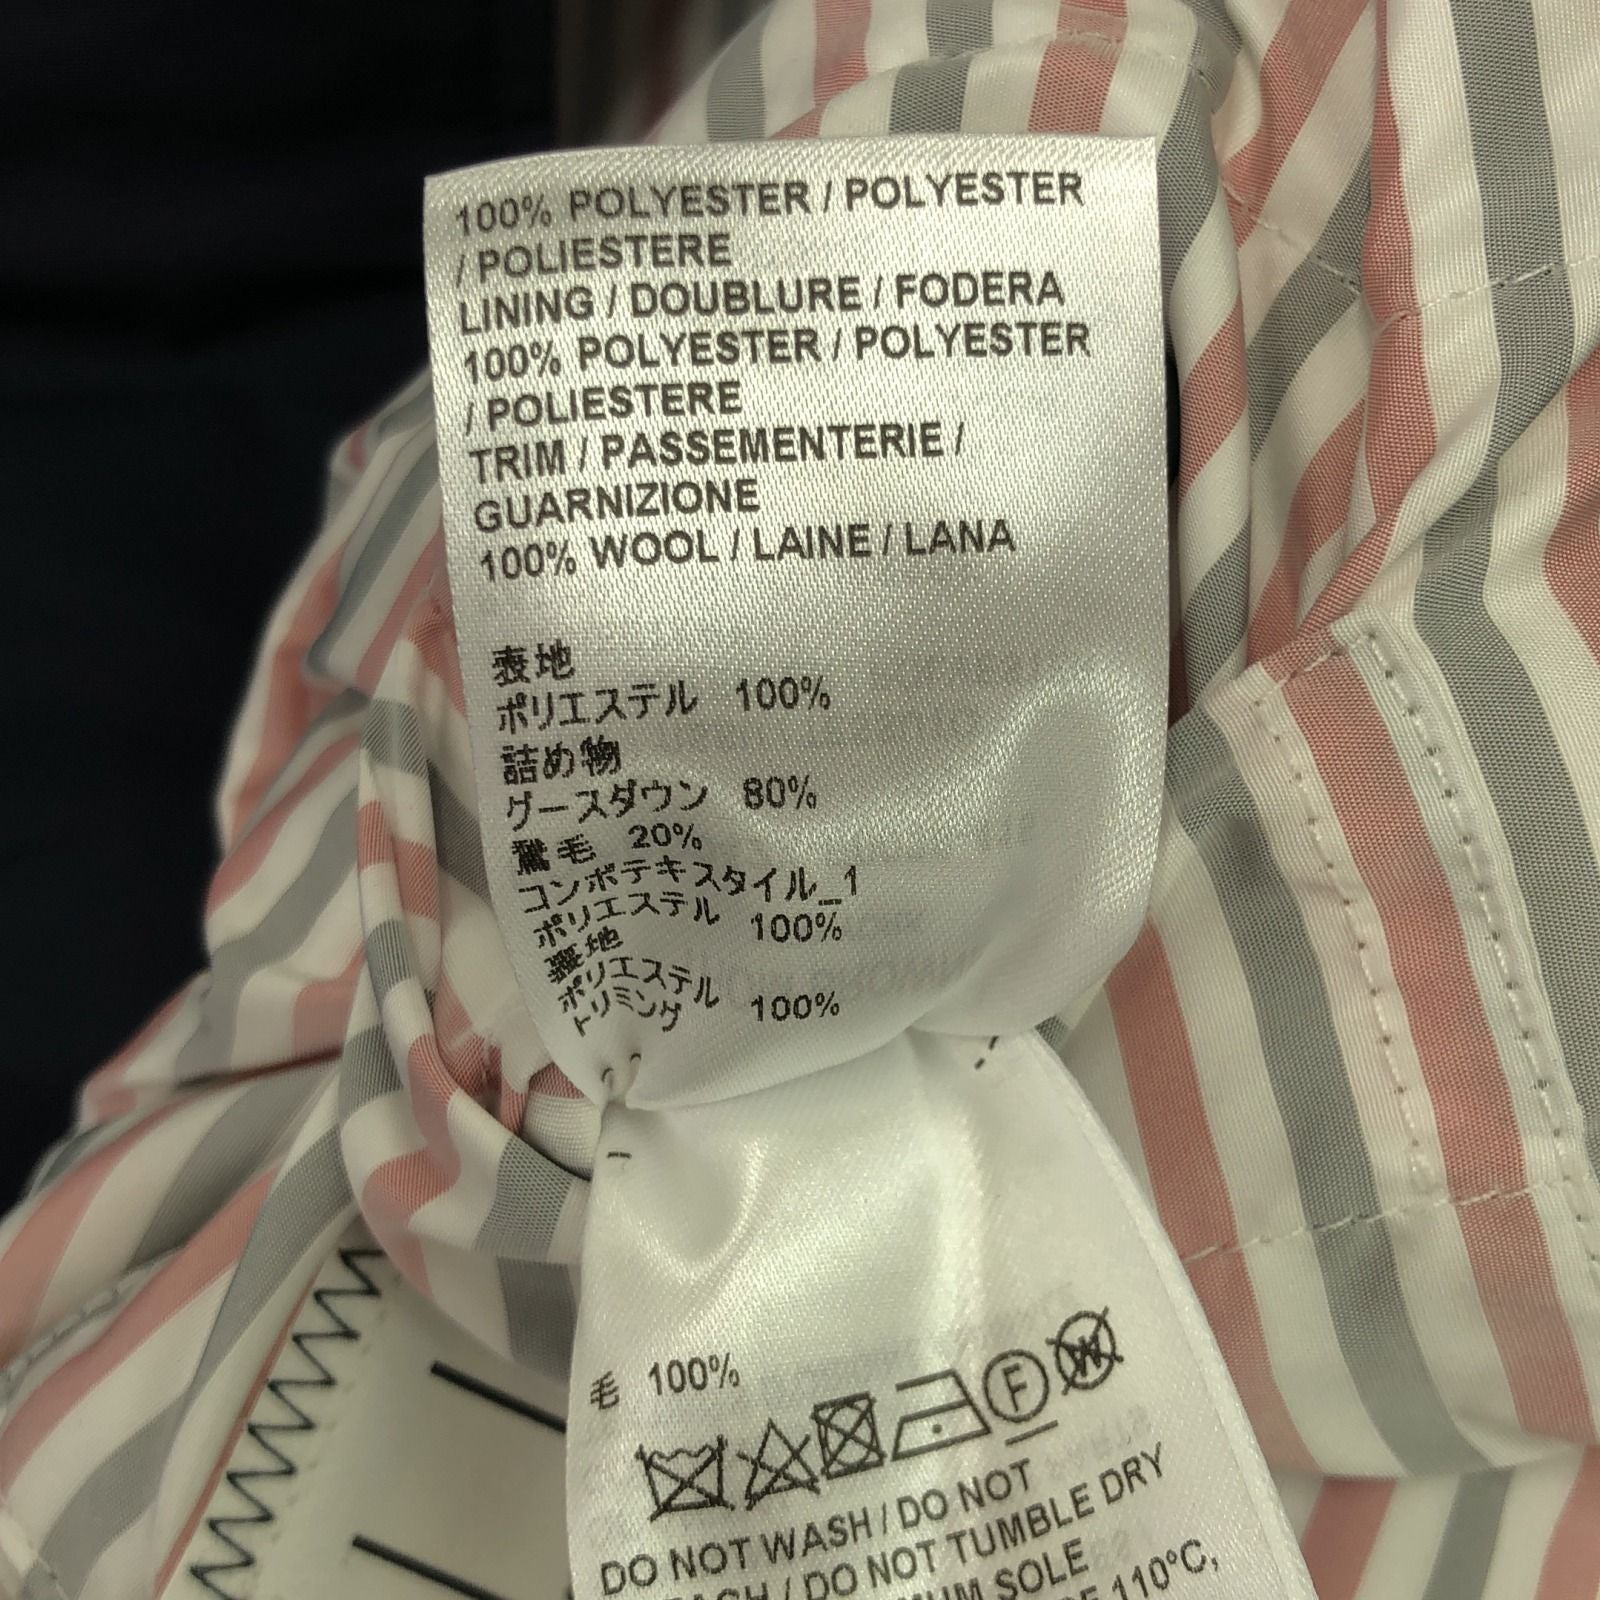 100% POLYESTER / POLYESTER
/ POLIESTERE
LINING / DOUBLURE / FODERA
100% POLYESTER / POLYESTER
/ POLIESTERE
TRIM / PASSEMENTERIE /
GUARNIZIONE
100% WOOL / LAINE / LANA
表地
ポリエステル 100%
詰め物
グースダウン 80%
毛 20%
コンボテキスタイル_1
ポリエステル 100%
裏地
ポリエステル 100%
トリミング
毛 100%
F
W
DO NOT WASH / DO NOT
/ DO NOT TUMBLE DRY
SOLE
110°C,